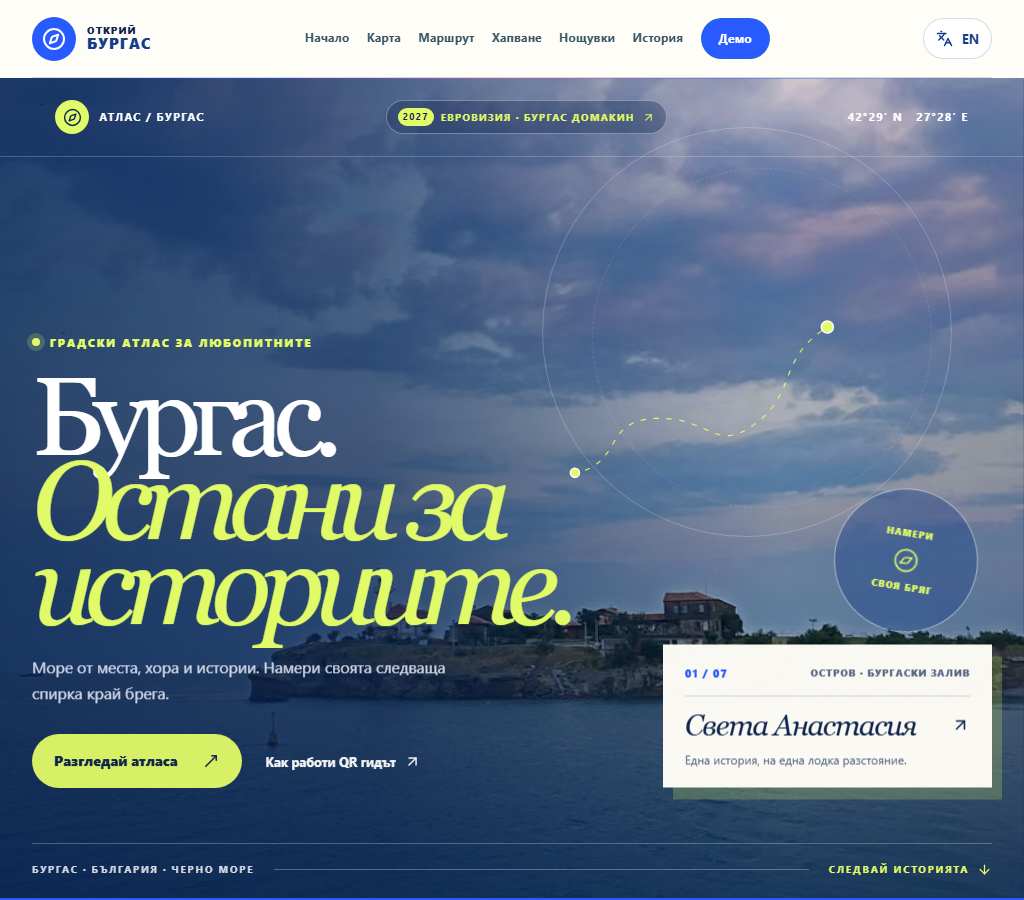 ОТКРИЙ
БУРГАС
Начало Карта Маршрут Хапване Нощувки История Демо
EN
АТЛАС / БУРГАС
2027 ЕВРОВИЗИЯ · БУРГАС ДОМАКИН
42°29′ N 27°28′ E
ГРАДСКИ АТЛАС ЗА ЛЮБОПИТНИТЕ
Бургас.
Остани за
историите.
НАМЕРИ
СВОЯ БРЯГ
Море от места, хора и истории. Намери своята следваща
спирка край брега.
Разгледай атласа
Как работи QR гидът
01 / 07
ОСТРОВ · БУРГАСКИ ЗАЛИВ
Света Анастасия
Една история, на една лодка разстояние.
БУРГАС · БЪЛГАРИЯ · ЧЕРНО МОРЕ
СЛЕДВАЙ ИСТОРИЯТА